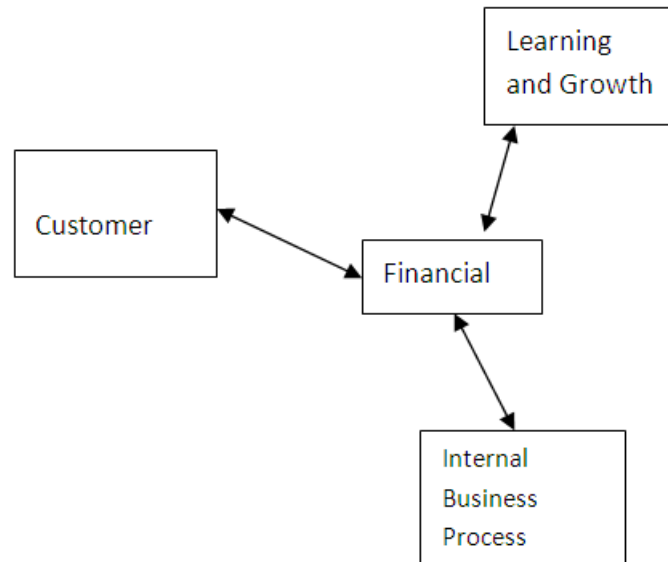 Learning
and Growth
Customer
Financial
Internal
Business
Process